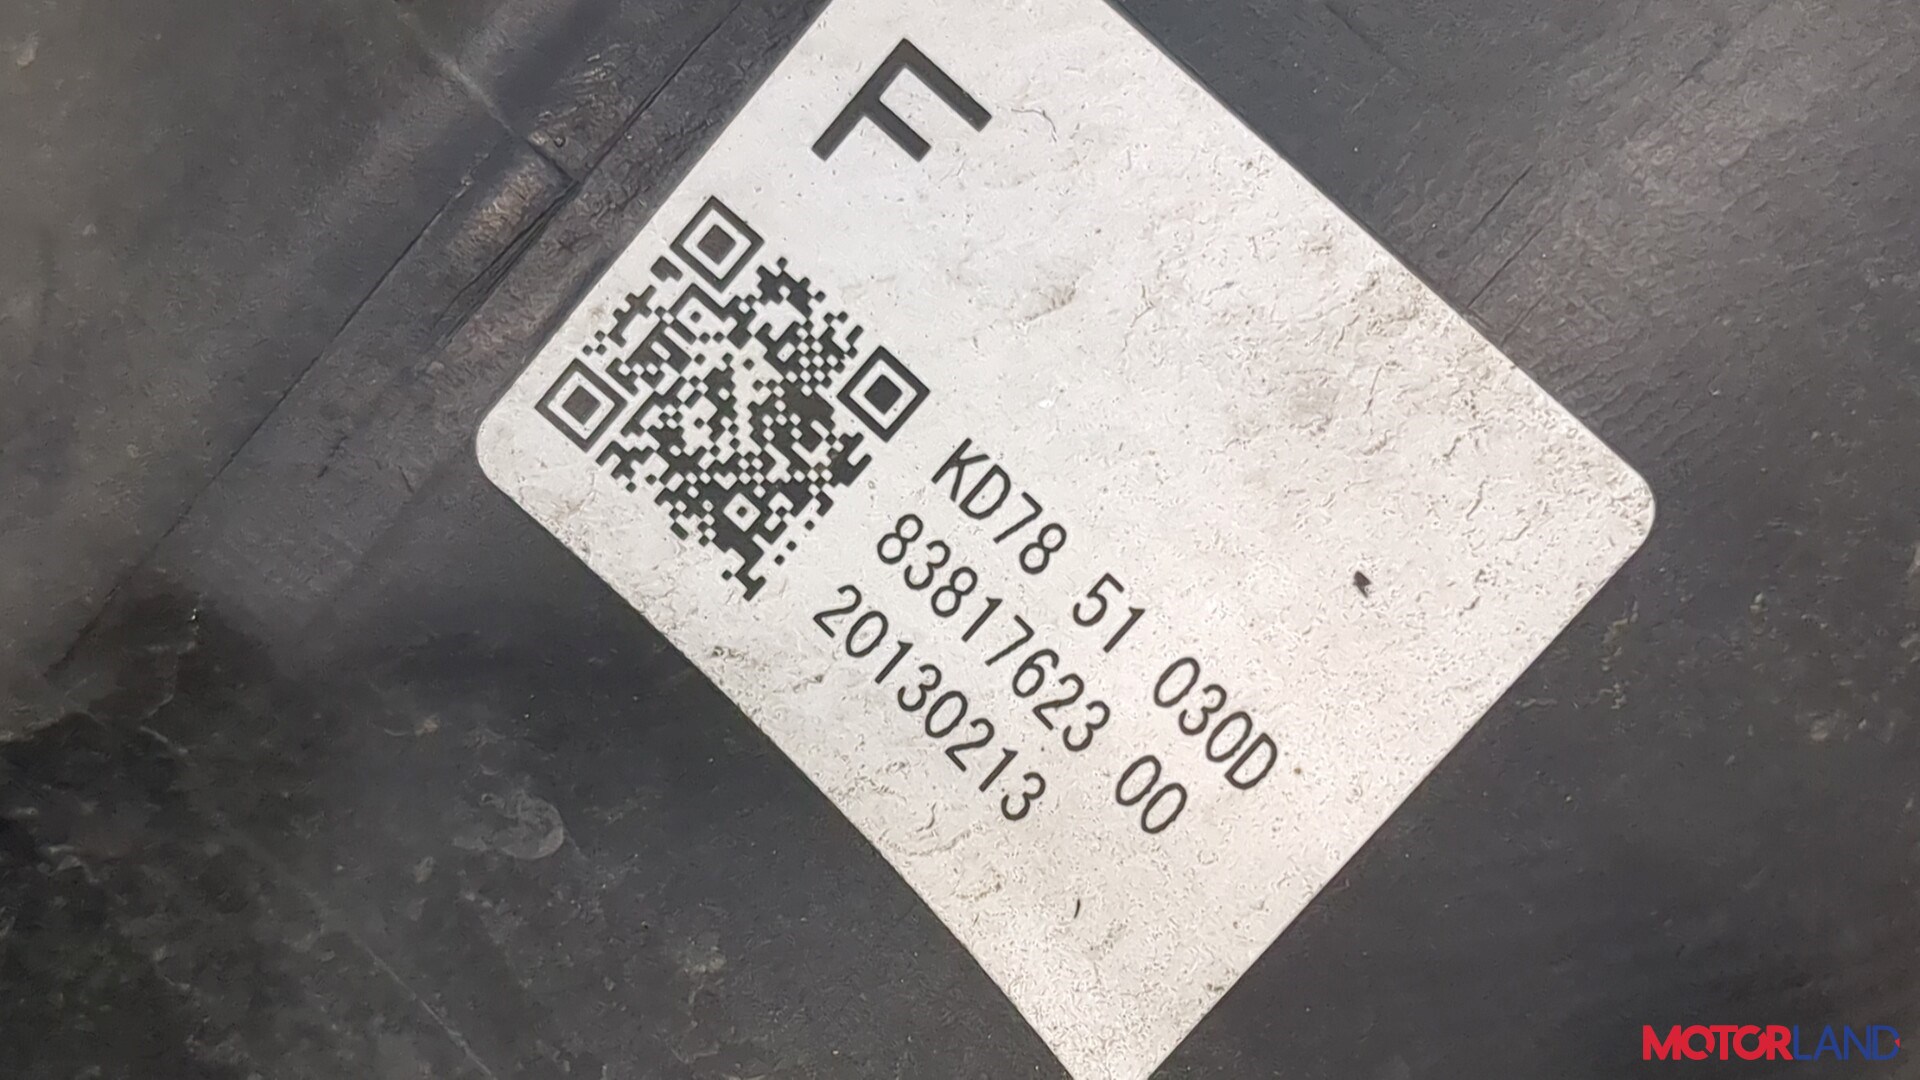 F
KD78 51 030D
83817623 00
20130213
MOTORLAND